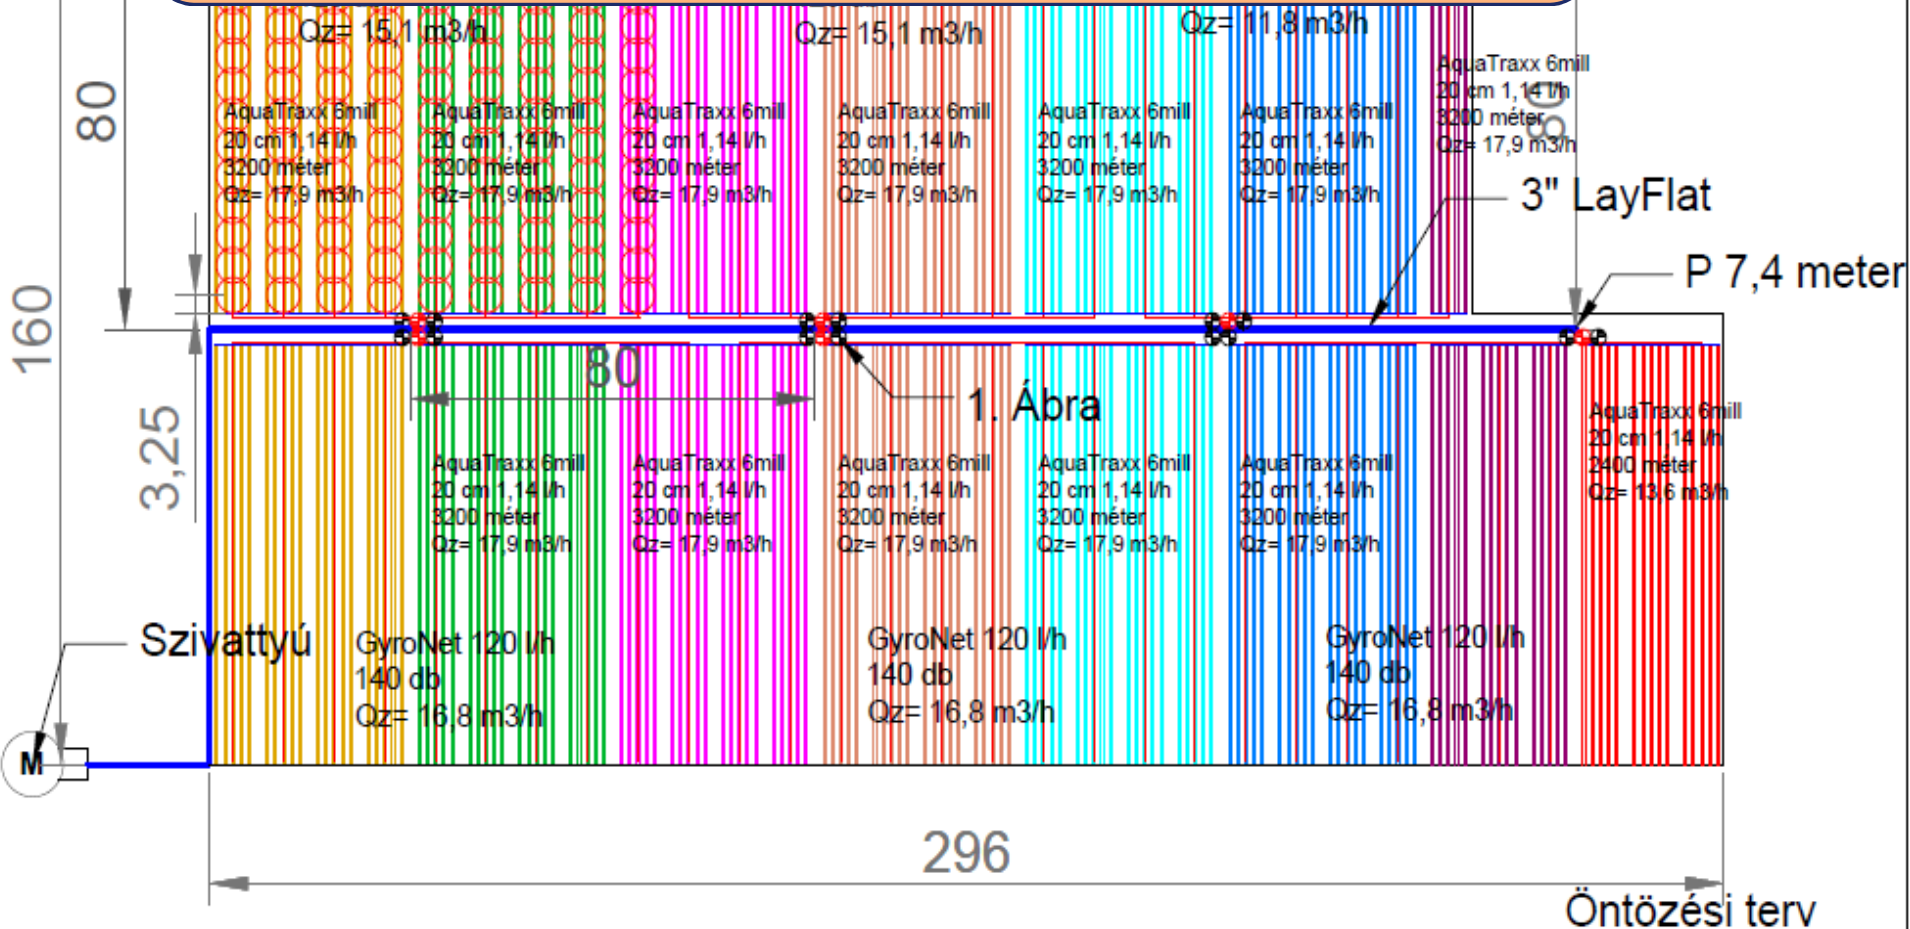 Qz= 15,1 m3/h
Qz= 15,1 m3/h
Qz= 11,8 m3/h
80
AquaTraxx 6mill
20 cm 1,14 l/h
3200 méter
Qz= 17,9 m3/h
AquaTraxx 6mill
20 cm 1,14 l/h
3200 méter
Qz= 17,9 m3/h
AquaTraxx 6mill
20 cm 1,14 l/h
3200 méter
Qz= 17,9 m3/h
AquaTraxx 6mill
20 cm 1,14 l/h
3200 méter
Qz= 17,9 m3/h
AquaTraxx 6mill
20 cm 1,14 l/h
3200 méter
Qz= 17,9 m3/h
AquaTraxx 6mill
20 cm 1,14 l/h
3200 méter
Qz= 17,9 m3/h
AquaTraxx 6mill
20 cm 1,14 l/h
3200 méter
Qz= 17,9 m3/h
80
3" LayFlat
P 7,4 meter
160
3,25
80
1. Ábra
AquaTraxx 6mill
20 cm 1,14 l/h
3200 méter
Qz= 17,9 m3/h
AquaTraxx 6mill
20 cm 1,14 l/h
3200 méter
Qz= 17,9 m3/h
AquaTraxx 6mill
20 cm 1,14 l/h
3200 méter
Qz= 17,9 m3/h
AquaTraxx 6mill
20 cm 1,14 l/h
3200 méter
Qz= 17,9 m3/h
AquaTraxx 6mill
20 cm 1,14 l/h
3200 méter
Qz= 17,9 m3/h
AquaTraxx 6mill
20 cm 1,14 l/h
2400 méter
Qz= 13,6 m3/h
Szivattyú
M
GyroNet 120 l/h
140 db
Qz= 16,8 m3/h
GyroNet 120 l/h
140 db
Qz= 16,8 m3/h
GyroNet 120 l/h
140 db
Qz= 16,8 m3/h
296
Öntözési terv